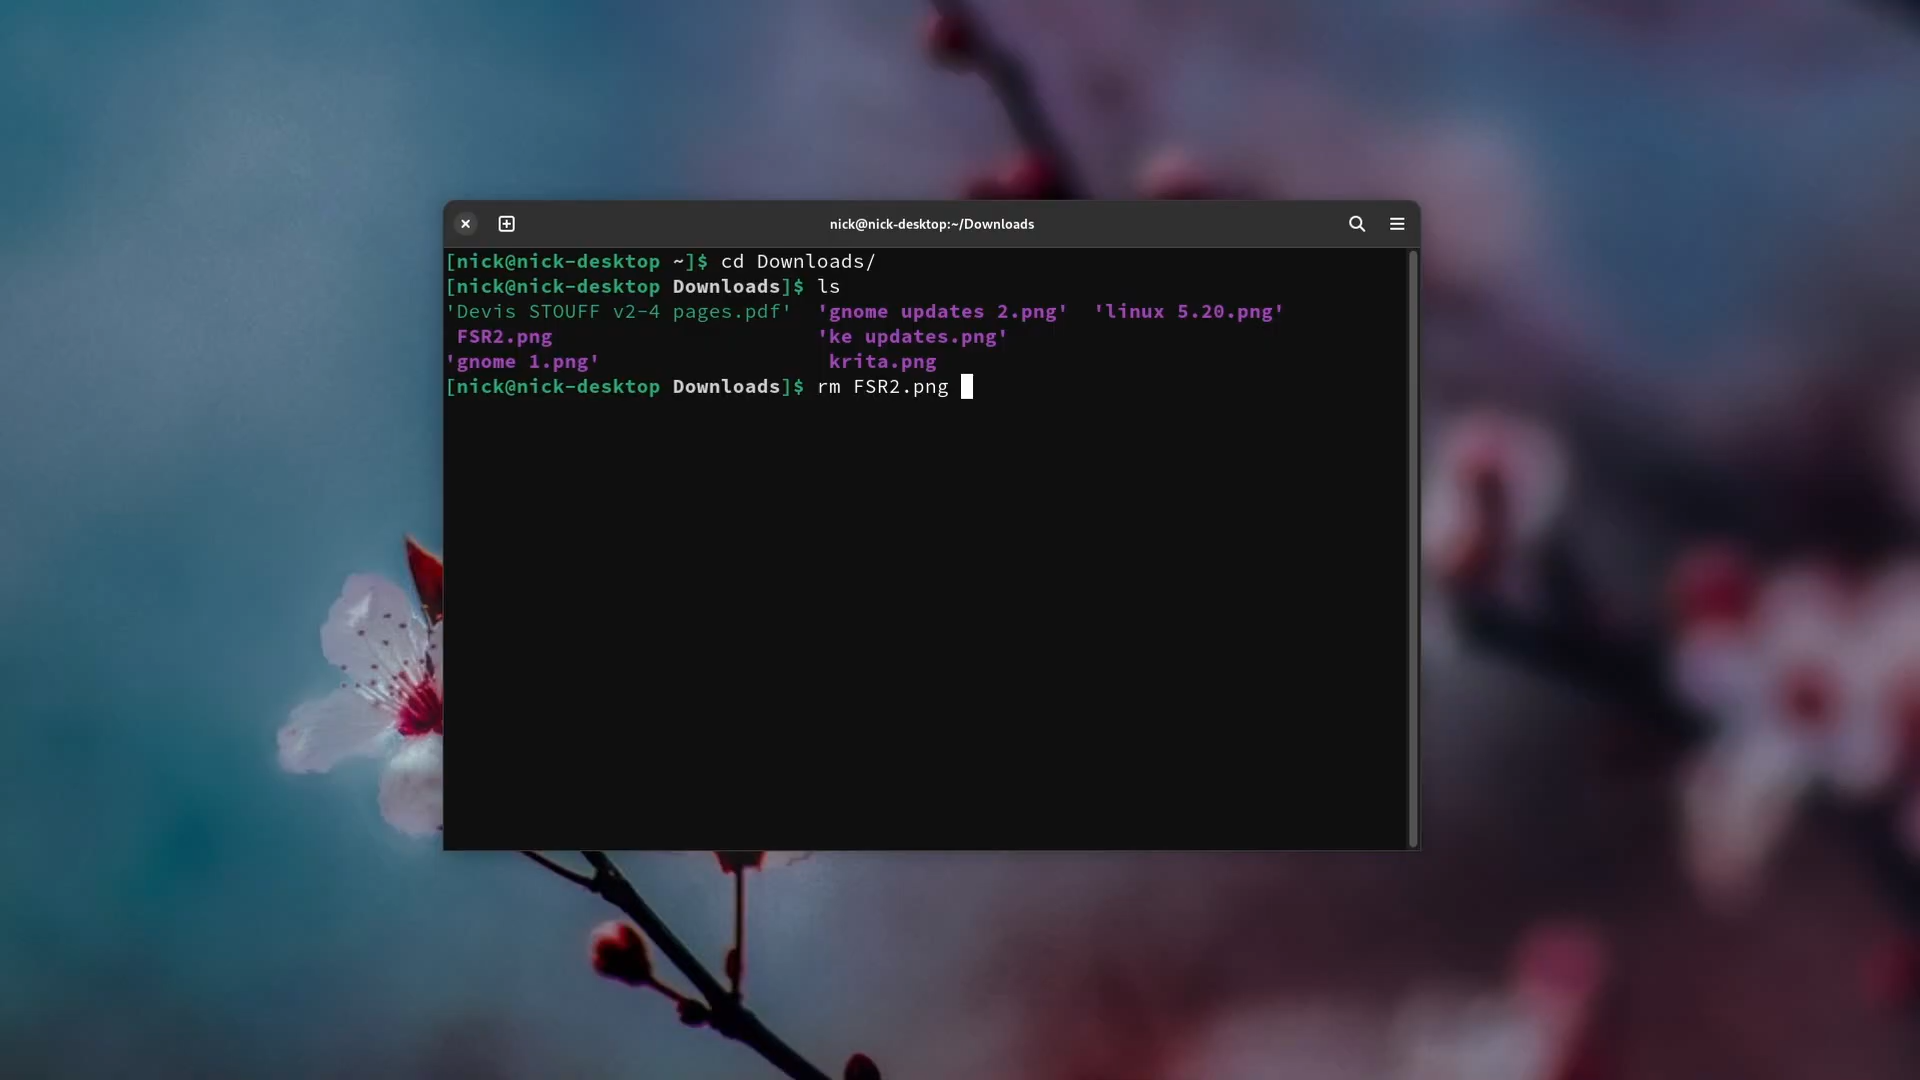 nick@nick-desktop:~/Downloads
[nick@nick-desktop ~]$ cd Downloads/
[nick@nick-desktop Downloads]$ ls
'Devis STOUFF v2-4 pages.pdf' 'gnome updates 2.png' 'linux 5.20.png'
FSR2.png 'ke updates.png'
'gnome 1.png' krita.png
[nick@nick-desktop Downloads]$ rm FSR2.png